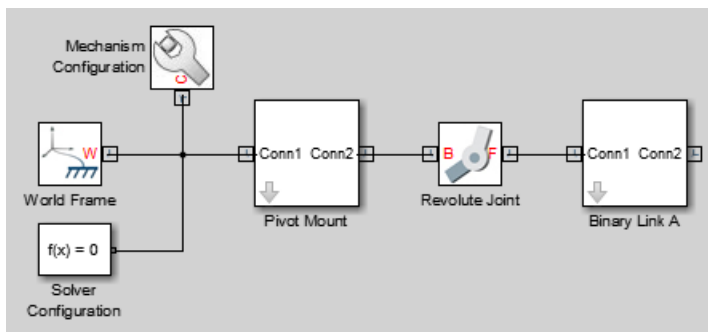 Mechanism
Configuration
C
W
World Frame
Conn1 Conn2
Pivot Mount
B F
Revolute Joint
Conn1 Conn2
Binary Link A
f(x) = 0
Solver
Configuration